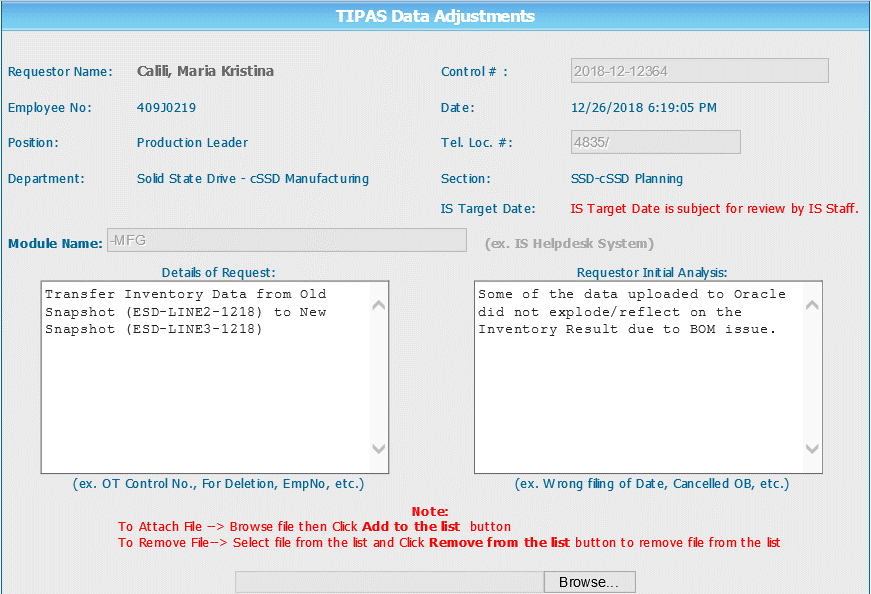 TIPAS Data Adjustments
Requestor Name: Calili, Maria Kristina Control # : 2018-12-12364
Employee No: 409J0219 Date: 12/26/2018 6:19:05 PM
Position: Production Leader Tel. Loc. #: 4835/
Department: Solid State Drive - cSSD Manufacturing Section: SSD-cSSD Planning
IS Target Date: IS Target Date is subject for review by IS Staff.
Module Name: -MFG (ex. IS Helpdesk System)
Details of Request:
Transfer Inventory Data from Old
Snapshot (ESD-LINE2-1218) to New
Snapshot (ESD-LINE3-1218)
(ex. OT Control No., For Deletion, EmpNo, etc.)
Requestor Initial Analysis:
Some of the data uploaded to Oracle
did not explode/reflect on the
Inventory Result due to BOM issue.
(ex. Wrong filing of Date, Cancelled OB, etc.)
Note:
To Attach File --> Browse file then Click Add to the list button
To Remove File--> Select file from the list and Click Remove from the list button to remove file from the list
Browse...